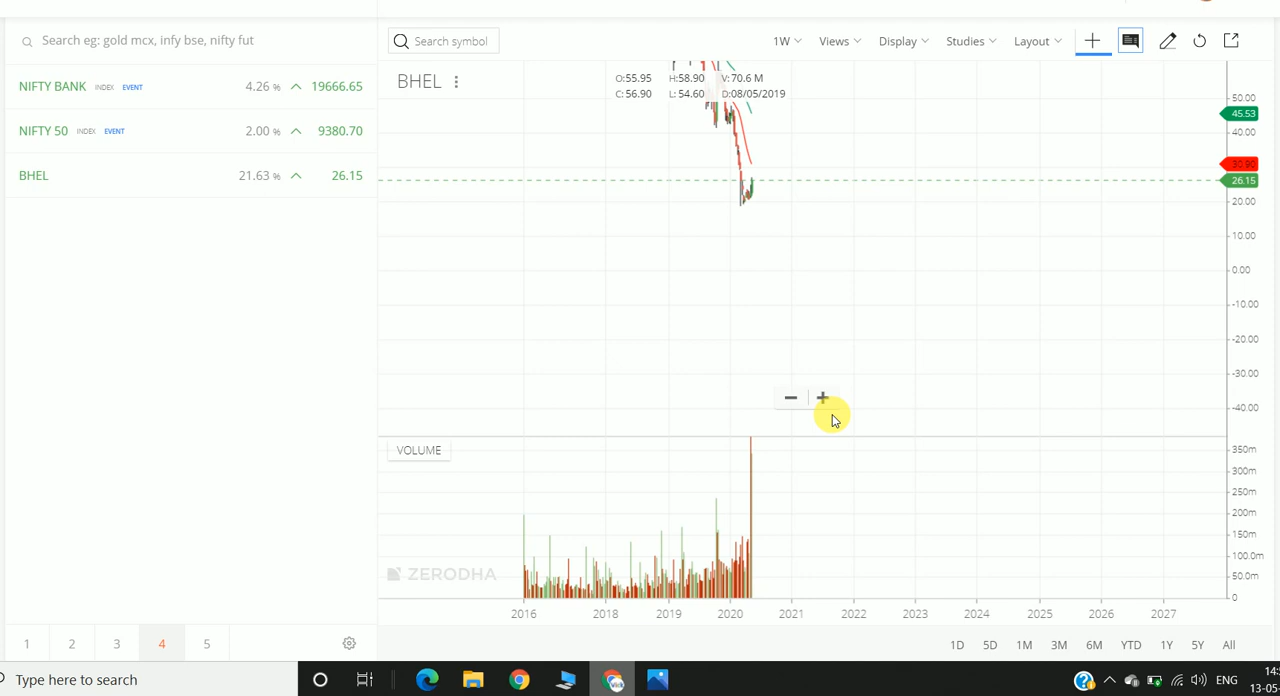 Search eg: gold mcx, infy bse, nifty fut
NIFTY BANK INDEX EVENT 4.26 % 19666.65
NIFTY 50 INDEX EVENT 2.00 % 9380.70
BHEL 21.63 % 26.15
1 2 3 4 5
Search symbol 1W Views Display Studies Layout
BHEL
O:55.95 H:58.90 V:70.6 M
C:56.90 L:54.60 D:08/05/2019
50.00
45.53
40.00
30.90
26.15
20.00
10.00
0.00
-10.00
-20.00
-30.00
-40.00
VOLUME
350m
300m
250m
200m
150m
100.0m
50.0m
0
ZERODHA
2016 2018 2019 2020 2021 2022 2023 2024 2025 2026 2027
1D 5D 1M 3M 6M YTD 1Y 5Y All
Type here to search
ENG